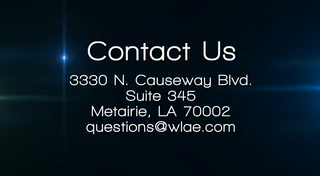 Contact Us
3330 N. Causeway Blvd.
Suite 345
Metairie, LA 70002
questions@wlae.com